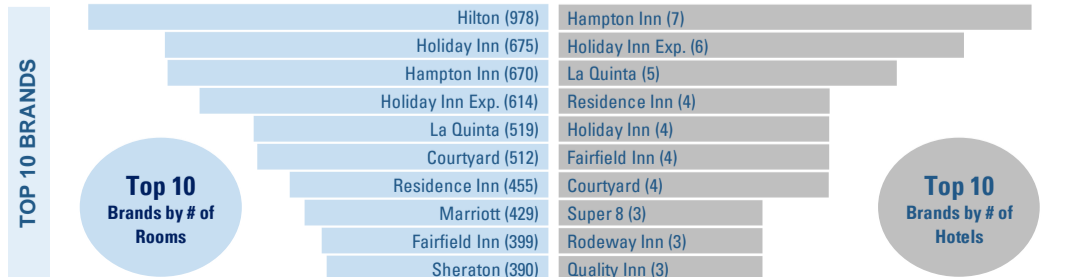 TOP 10 BRANDS
Hilton (978)
Holiday Inn (675)
Hampton Inn (670)
Holiday Inn Exp. (614)
La Quinta (519)
Courtyard (512)
Residence Inn (455)
Marriott (429)
Fairfield Inn (399)
Sheraton (390)
Top 10
Brands by # of
Rooms
Hampton Inn (7)
Holiday Inn Exp. (6)
La Quinta (5)
Residence Inn (4)
Holiday Inn (4)
Fairfield Inn (4)
Courtyard (4)
Super 8 (3)
Rodeway Inn (3)
Quality Inn (3)
Top 10
Brands by # of
Hotels